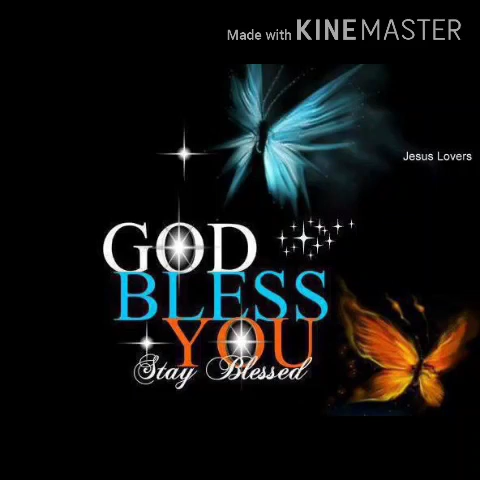 Made with KINEMASTER
Jesus Lovers
GOD
BLESS
YOU
Stay Blessed